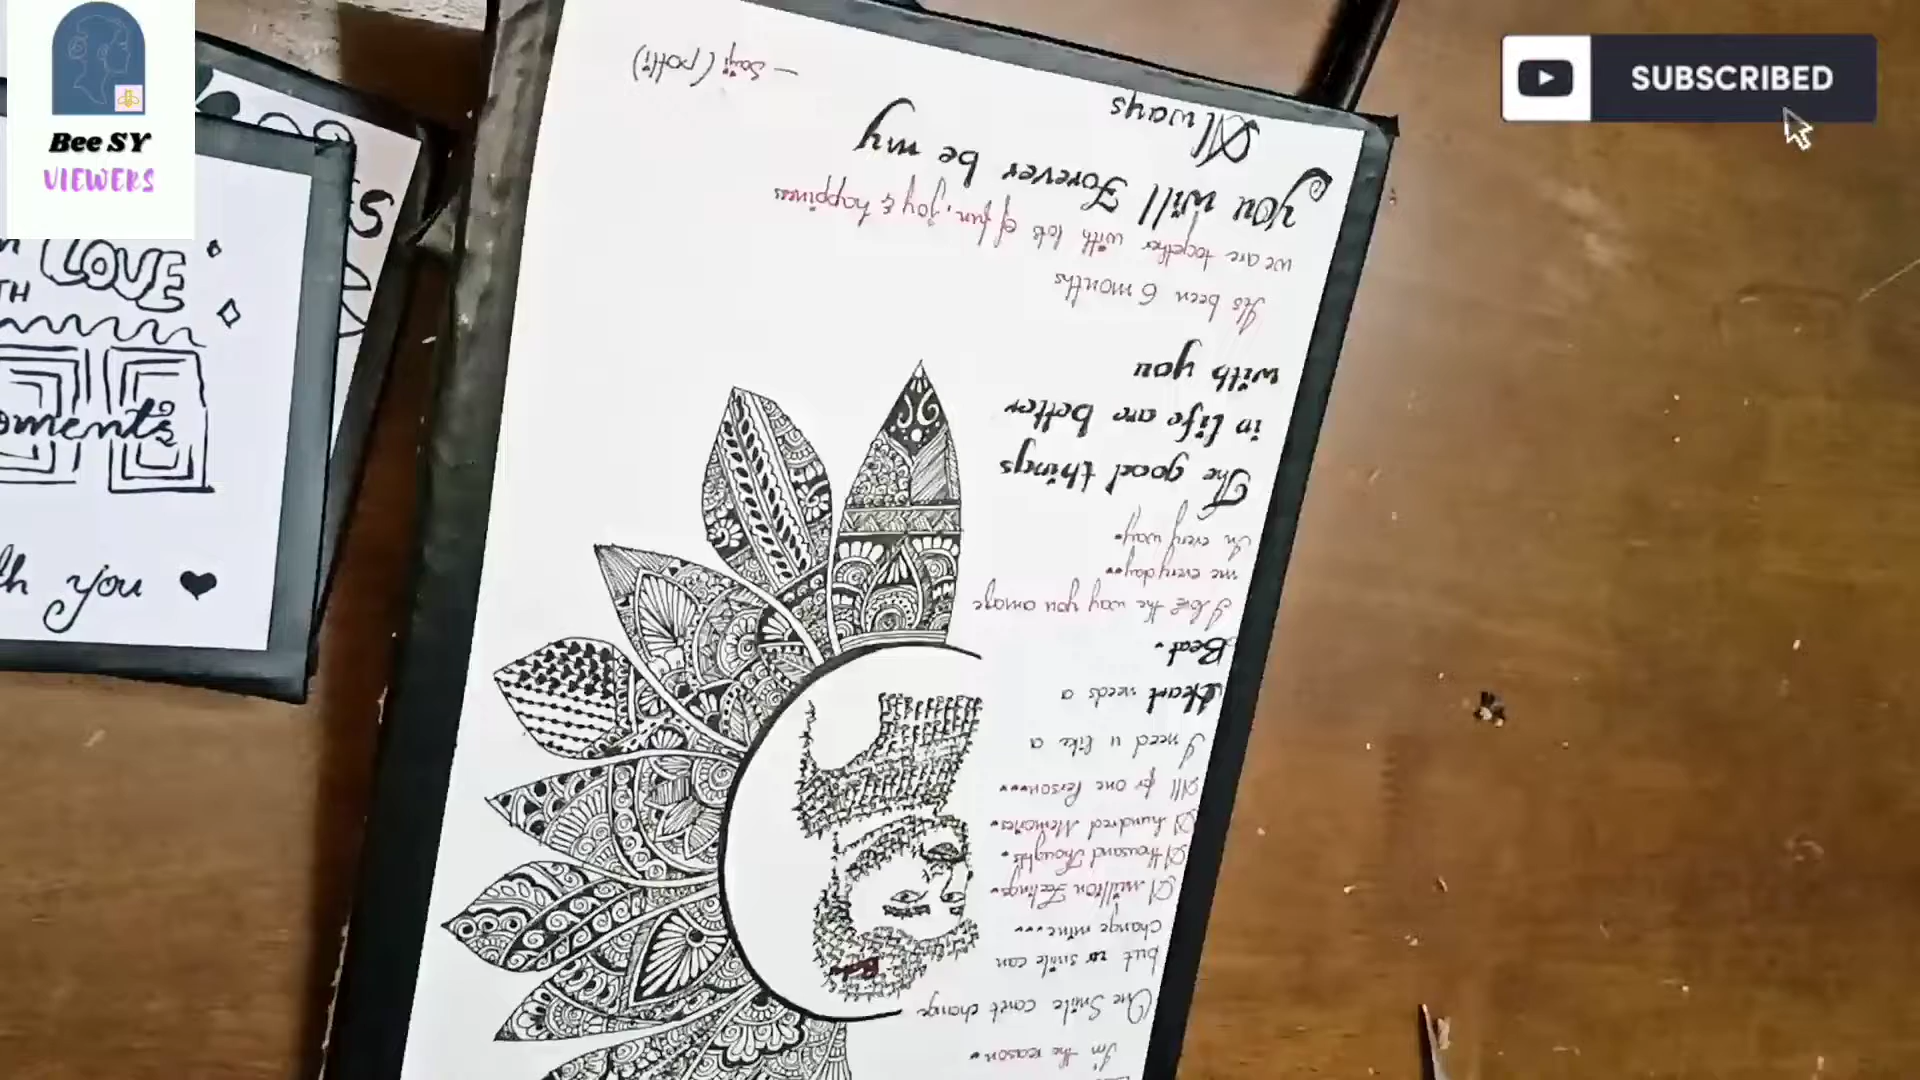 Bee SY
VIEWERS
SUBSCRIBED
LOVE
TH
oments
th you
I'm the reason
One Smile can't change
but smile can
change mine
A million Feelings
A thousand Thoughts
A hundred Memories
All for one Person
I need u like a
Heart needs a
Beat.
I love the way you amaze
me everyday
In every way
The good things
in life are better
with you
It's been 6 months
we are together with lots of fun, joy & happiness
you will Forever be my
Always
- Saji (potti)